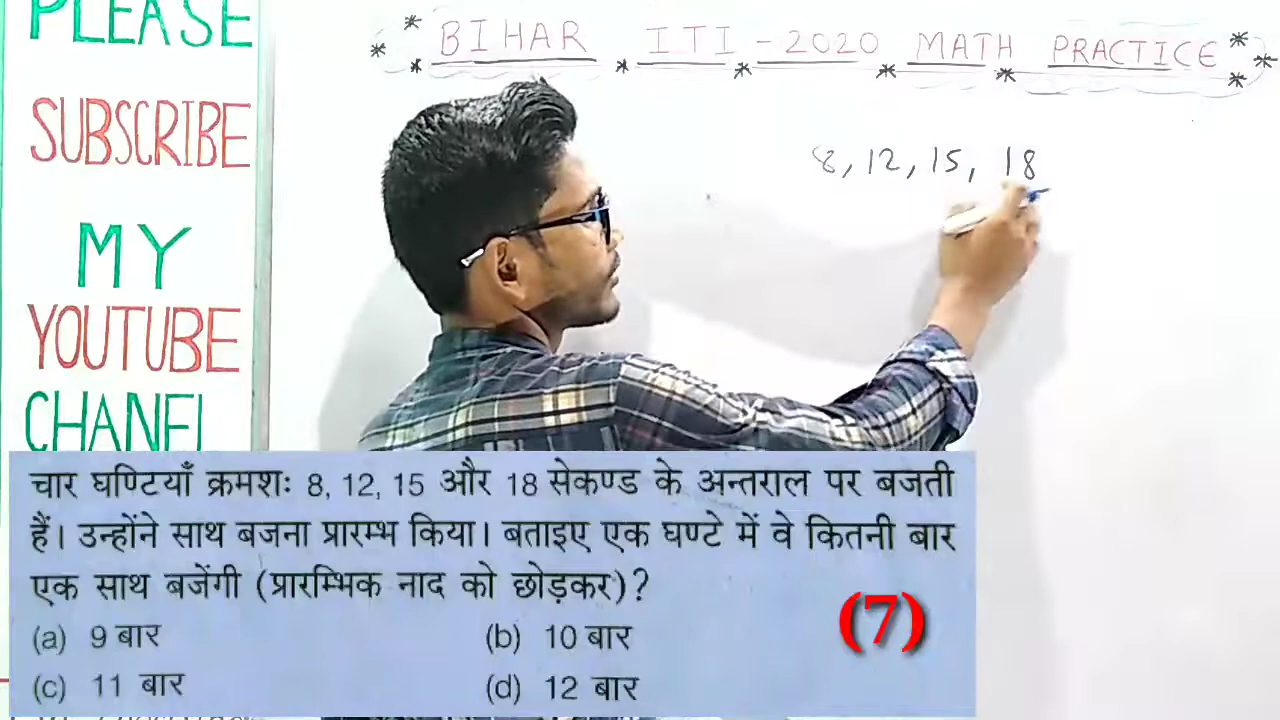 PLEASE
SUBSCRIBE
MY
YOUTUBE
CHANEL
BIHAR ITI-2020 MATH PRACTICE
8, 12, 15, 18
चार घण्टियाँ क्रमशः 8, 12, 15 और 18 सेकण्ड के अन्तराल पर बजती
हैं। उन्होंने साथ बजना प्रारम्भ किया। बताइए एक घण्टे में वे कितनी बार
एक साथ बजेंगी (प्रारम्भिक नाद को छोड़कर)?
(7)
(a) 9 बार (b) 10 बार
(c) 11 बार (d) 12 बार